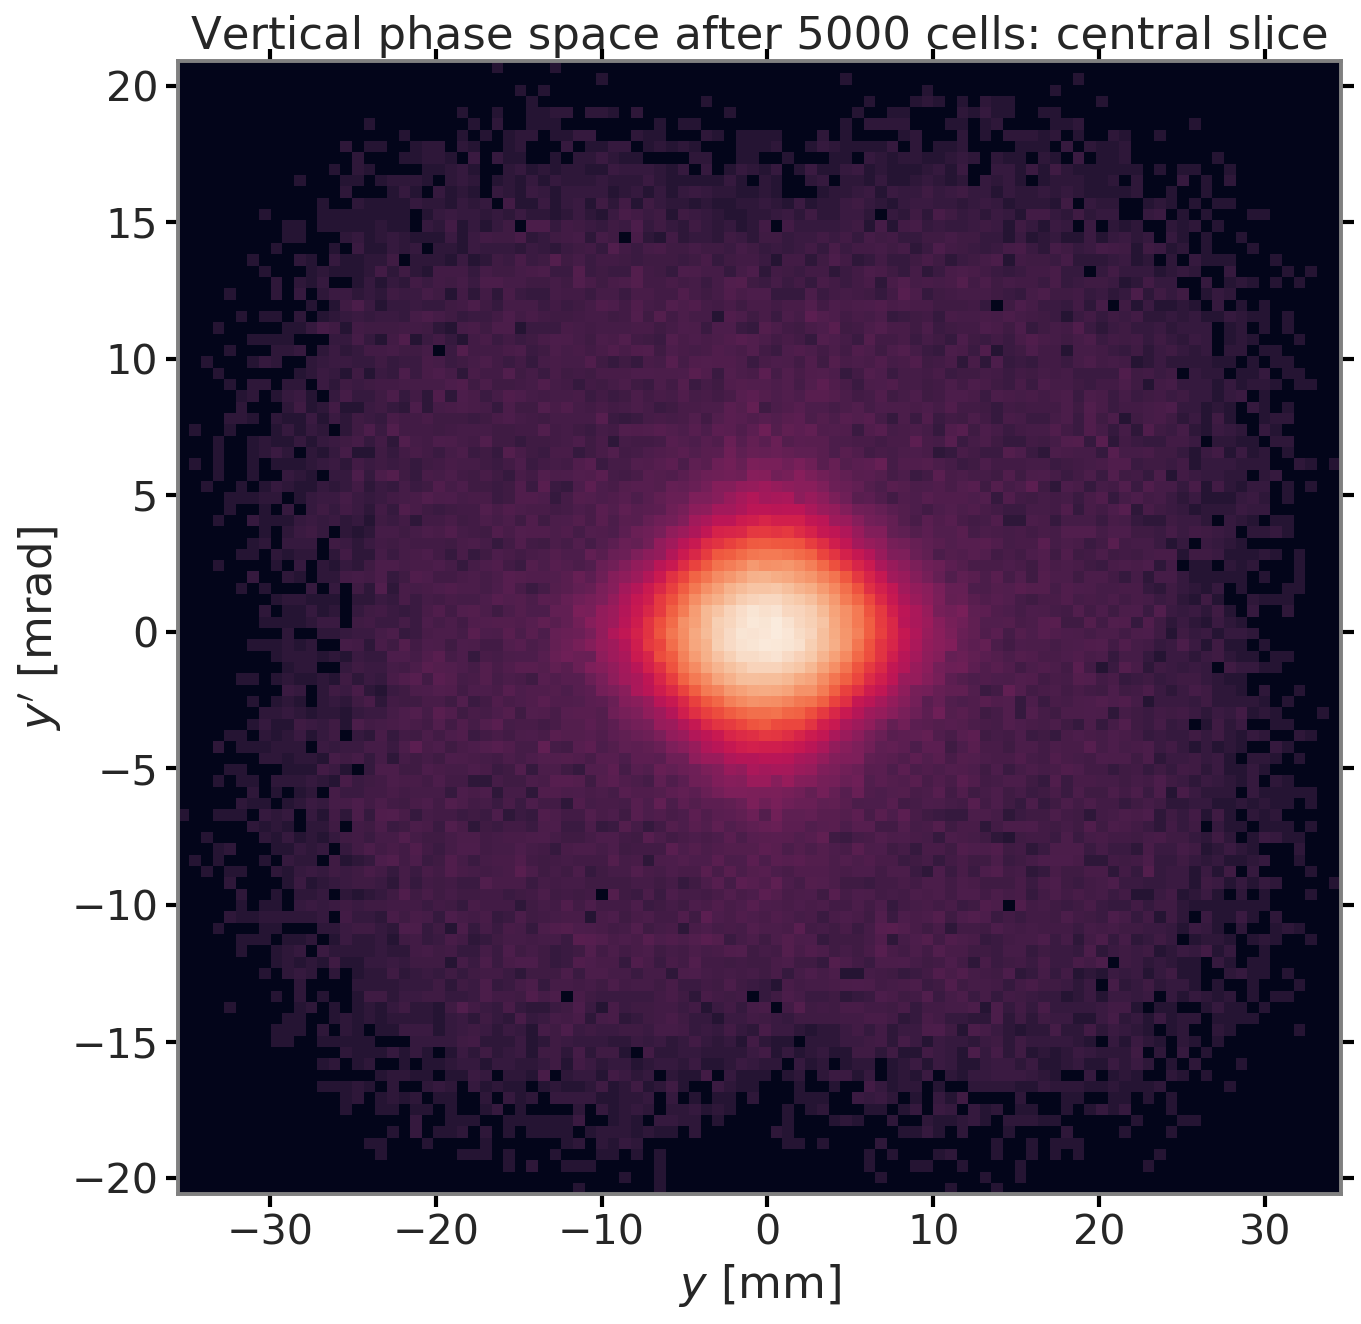 Vertical phase space after 5000 cells: central slice
20
15
10
5
0
−5
−10
−15
−20
y′ [mrad]
−30 −20 −10 0 10 20 30
y [mm]